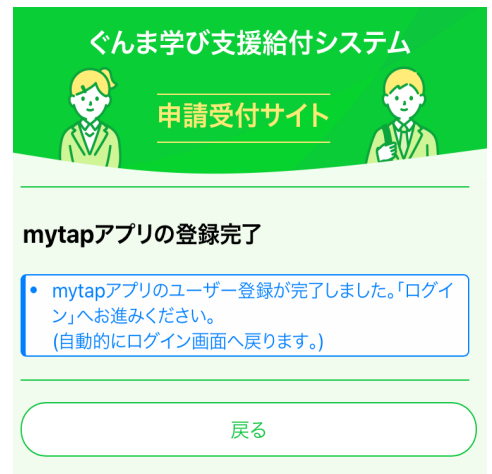 ぐんま学び支援給付システム
申請受付サイト
mytapアプリの登録完了
• mytapアプリのユーザー登録が完了しました。「ログイ
ン」へお進みください。
(自動的にログイン画面へ戻ります。)
戻る